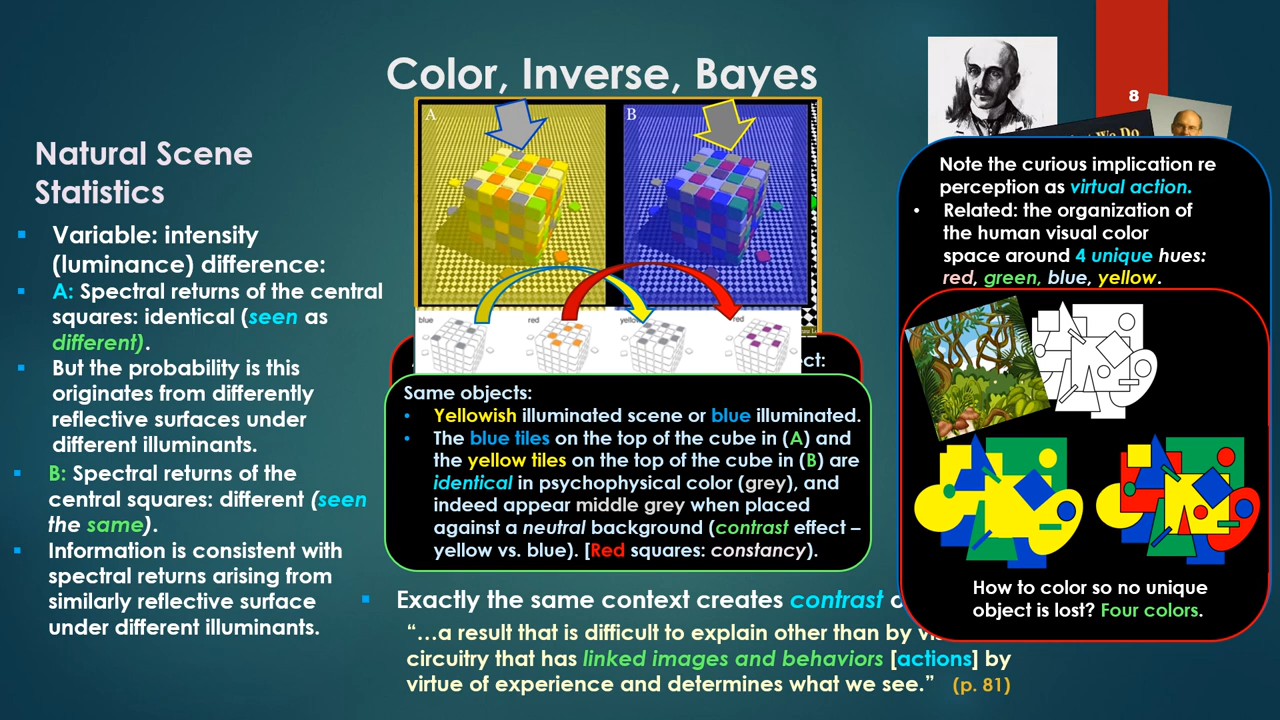 Color, Inverse, Bayes
8
Natural Scene
Statistics
Variable: intensity
(luminance) difference:
A: Spectral returns of the central
squares: identical (seen as
different).
But the probability is this
originates from differently
reflective surfaces under
different illuminants.
B: Spectral returns of the
central squares: different (seen
the same).
Information is consistent with
spectral returns arising from
similarly reflective surface
under different illuminants.
A
B
blue
red
yellow
red
ect:
Same objects:
• Yellowish illuminated scene or blue illuminated.
• The blue tiles on the top of the cube in (A) and
the yellow tiles on the top of the cube in (B) are
identical in psychophysical color (grey), and
indeed appear middle grey when placed
against a neutral background (contrast effect –
yellow vs. blue). [Red squares: constancy).
Exactly the same context creates contrast
“…a result that is difficult to explain other than by
circuitry that has linked images and behaviors [actions] by
virtue of experience and determines what we see.” (p. 81)
We Do
Note the curious implication re
perception as virtual action.
• Related: the organization of
the human visual color
space around 4 unique hues:
red, green, blue, yellow.
How to color so no unique
object is lost? Four colors.